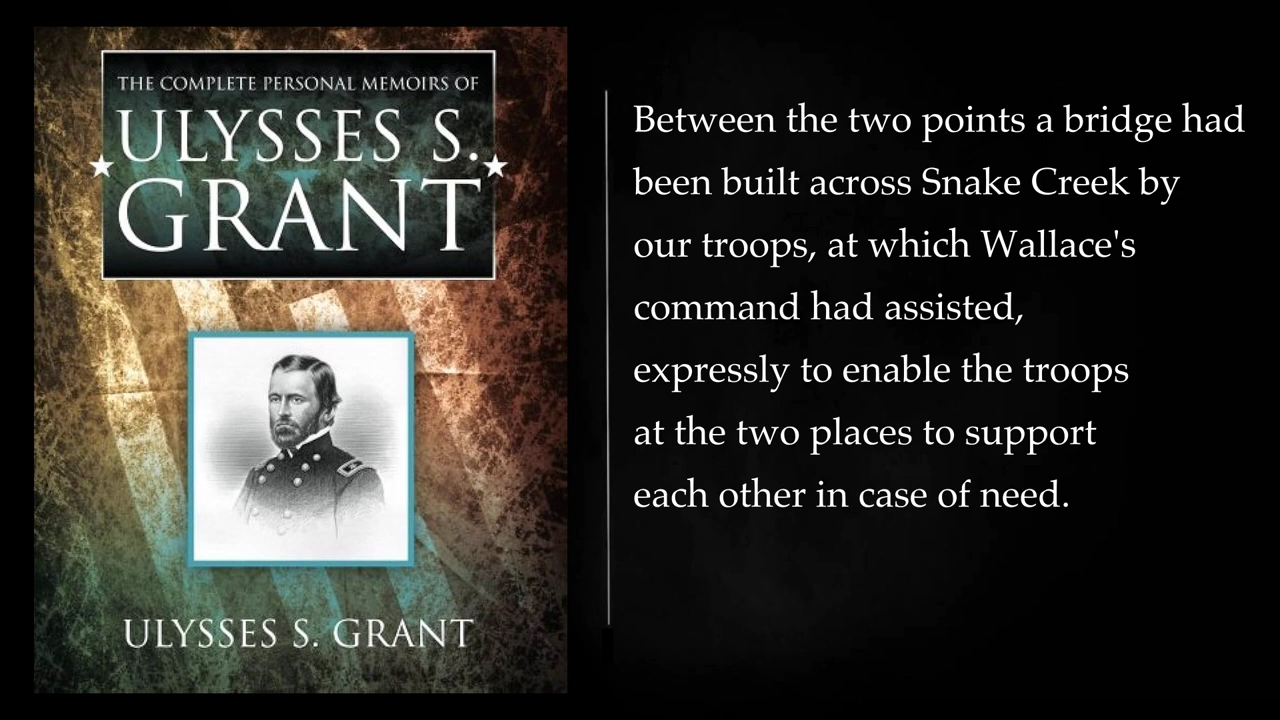 THE COMPLETE PERSONAL MEMOIRS OF
ULYSSES S.
GRANT
ULYSSES S. GRANT
Between the two points a bridge had
been built across Snake Creek by
our troops, at which Wallace's
command had assisted,
expressly to enable the troops
at the two places to support
each other in case of need.